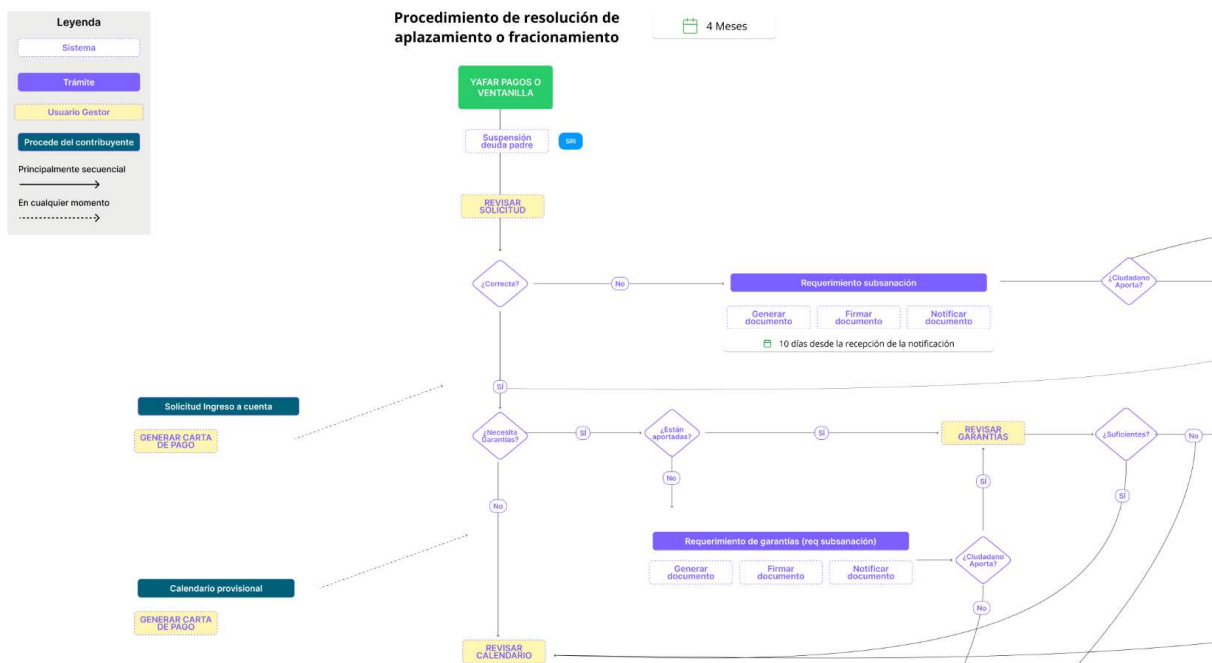 Leyenda
Sistema
Trámite
Usuario Gestor
Procede del contribuyente
Principalmente secuencial
En cualquier momento
Procedimiento de resolución de
aplazamiento o fracionamiento
4 Meses
YAFAR PAGOS O
VENTANILLA
Suspensión
deuda padre
SRI
REVISAR
SOLICITUD
¿Correcta?
No
Requerimiento subsanación
¿Ciudadano
Aporta?
Generar
documento
Firmar
documento
Notificar
documento
10 días desde la recepción de la notificación
SÍ
Solicitud Ingreso a cuenta
GENERAR CARTA
DE PAGO
¿Necesita
Garantías?
SÍ
¿Están
aportadas?
SÍ
REVISAR
GARANTÍAS
¿Suficientes?
No
No
SÍ
SÍ
No
Requerimiento de garantías (req subsanación)
¿Ciudadano
Aporta?
Generar
documento
Firmar
documento
Notificar
documento
Calendario provisional
No
GENERAR CARTA
DE PAGO
REVISAR
CALENDARIO